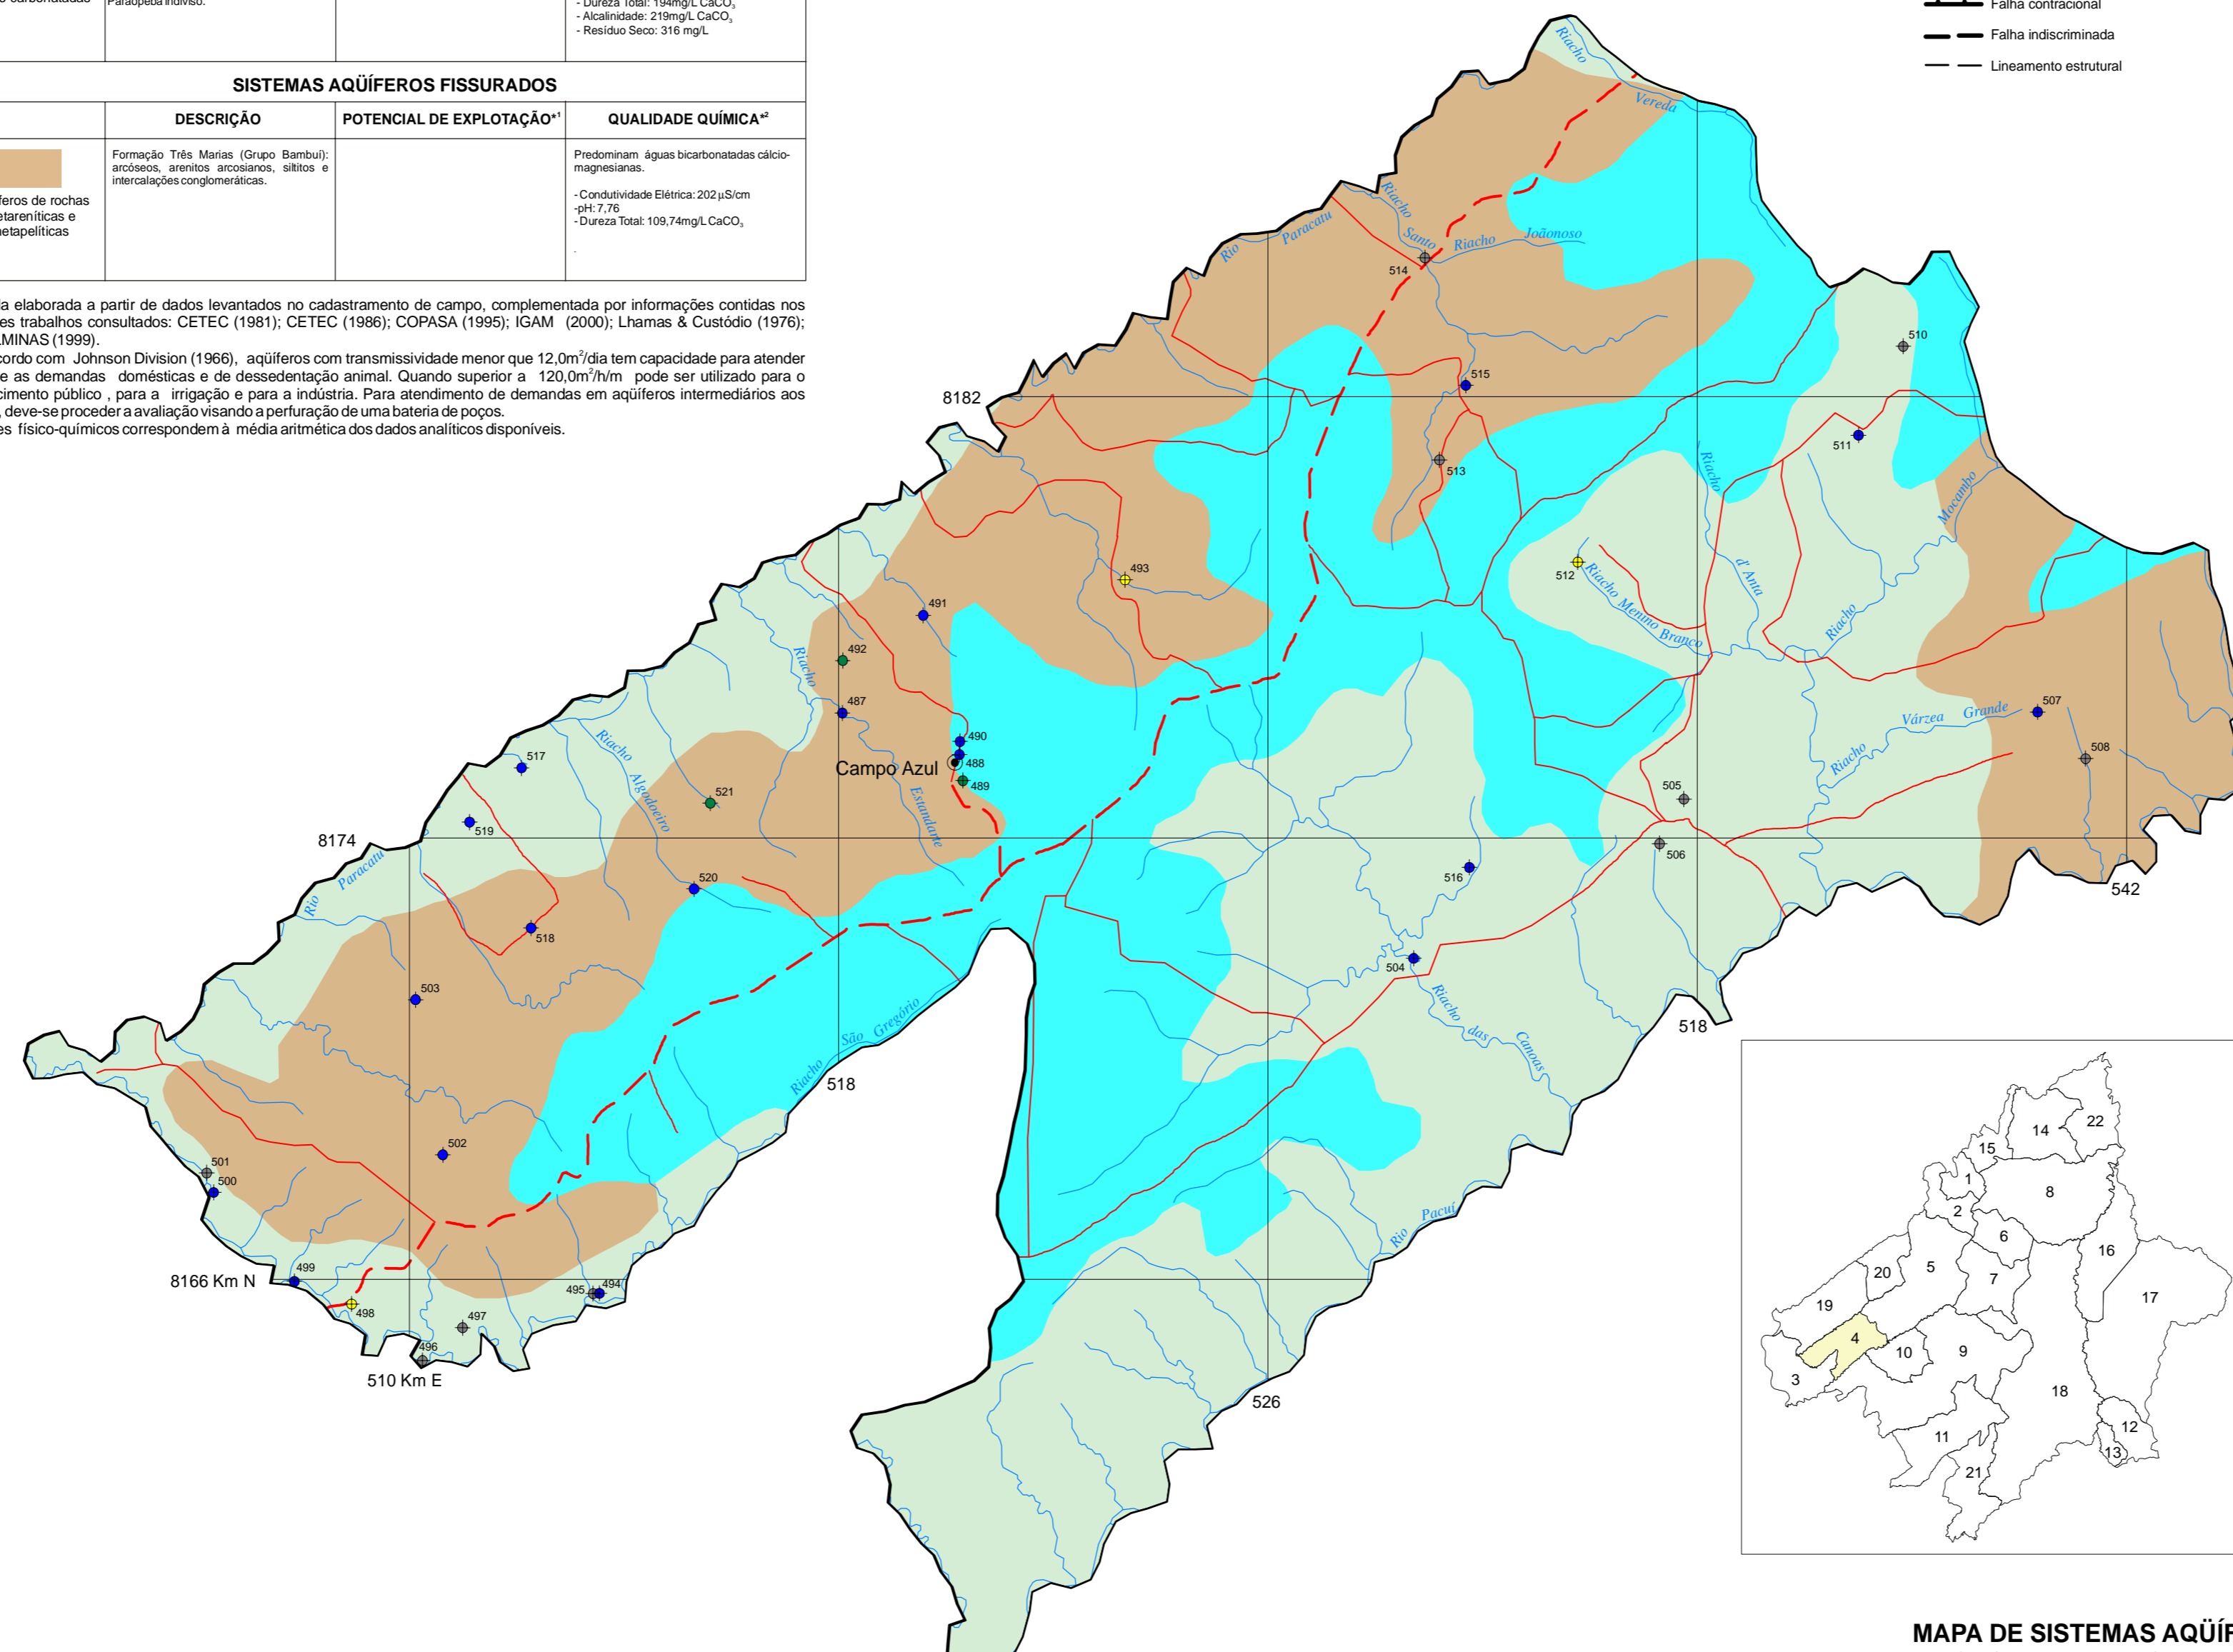 o carbonatadas
Paraopeba indiviso.
- Dureza Total: 194mg/L CaCO₃
- Alcalinidade: 219mg/L CaCO₃
- Resíduo Seco: 316 mg/L
SISTEMAS AQÜÍFEROS FISSURADOS
DESCRIÇÃO
POTENCIAL DE EXPLOTAÇÃO*¹
QUALIDADE QUÍMICA*²
feros de rochas
etareníticas e
netapelíticas
Formação Três Marias (Grupo Bambuí):
arcóseos, arenitos arcosianos, siltitos e
intercalações conglomeráticas.
Predominam águas bicarbonatadas cálcio-
magnesianas.
- Condutividade Elétrica: 202 µS/cm
-pH: 7,76
- Dureza Total: 109,74mg/L CaCO₃
la elaborada a partir de dados levantados no cadastramento de campo, complementada por informações contidas nos
es trabalhos consultados: CETEC (1981); CETEC (1986); COPASA (1995); IGAM (2000); Lhamas & Custódio (1976);
LMINAS (1999).
cordo com Johnson Division (1966), aqüíferos com transmissividade menor que 12,0m²/dia tem capacidade para atender
e as demandas domésticas e de dessedentação animal. Quando superior a 120,0m²/h/m pode ser utilizado para o
cimento público , para a irrigação e para a indústria. Para atendimento de demandas em aqüíferos intermediários aos
, deve-se proceder a avaliação visando a perfuração de uma bateria de poços.
es físico-químicos correspondem à média aritmética dos dados analíticos disponíveis.
Falha contracional
Falha indiscriminada
Lineamento estrutural
Riacho
Vereda
Riacho
Santo
Riacho Joãonoso
Rio Paracatu
514
510
515
8182
511
513
Riacho
d' Anta
Mocambo
Riacho
493
512
Riacho Menino Branco
491
492
Riacho
Estandarte
487
507
Várzea Grande
Riacho
508
490
488
Campo Azul
489
517
Riacho Algodoeiro
521
505
519
8174
506
Rio Paracatu
516
542
520
518
504
503
Riacho das Canoas
518
Riacho São Gregório
518
502
501
500
Rio Pacuí
499
8166 Km N
498
495
494
497
496
510 Km E
526
22
14
15
1
8
2
6
16
5
20
7
17
19
4
10
9
3
18
12
11
13
21
MAPA DE SISTEMAS AQÜÍF